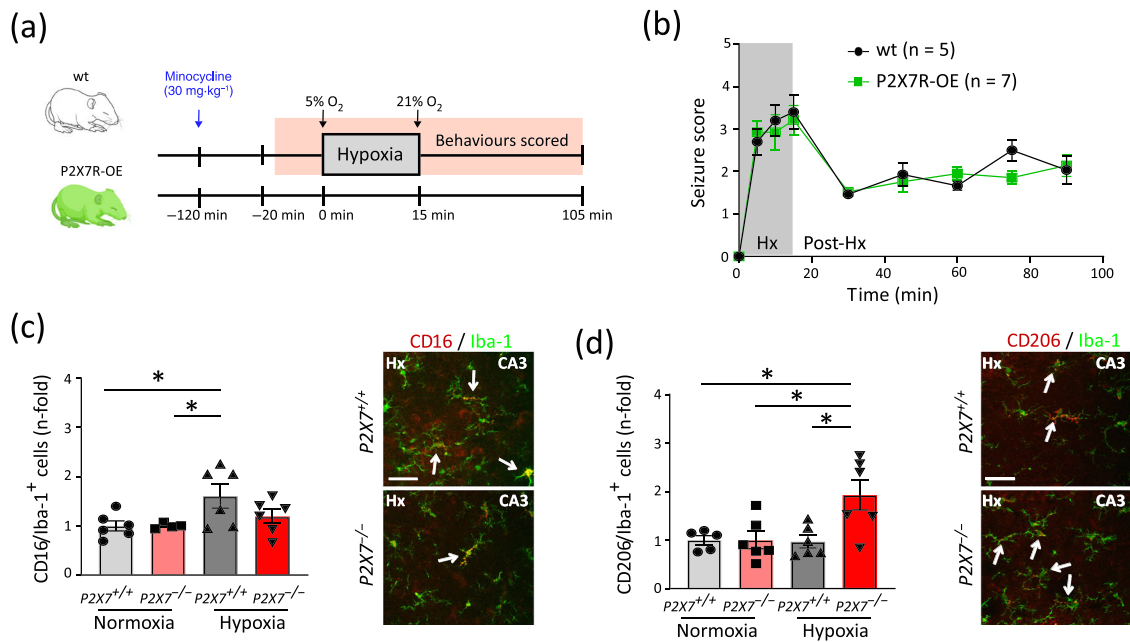 (a)
wt
Minocycline
(30 mg·kg⁻¹)
5% O₂
21% O₂
Hypoxia
Behaviours scored
P2X7R-OE
−120 min
−20 min
0 min
15 min
105 min
(b)
Seizure score
5
4
3
2
1
0
wt (n = 5)
P2X7R-OE (n = 7)
Hx
Post-Hx
0
20
40
60
80
100
Time (min)
(c)
CD16/Iba-1⁺ cells (n-fold)
4
3
2
1
0
*
*
P2X7⁺/⁺
P2X7⁻/⁻
P2X7⁺/⁺
P2X7⁻/⁻
Normoxia
Hypoxia
CD16 / Iba-1
P2X7⁺/⁺
Hx
CA3
P2X7⁻/⁻
Hx
CA3
(d)
CD206/Iba-1⁺ cells (n-fold)
4
3
2
1
0
*
*
*
P2X7⁺/⁺
P2X7⁻/⁻
P2X7⁺/⁺
P2X7⁻/⁻
Normoxia
Hypoxia
CD206 / Iba-1
P2X7⁺/⁺
Hx
CA3
P2X7⁻/⁻
Hx
CA3